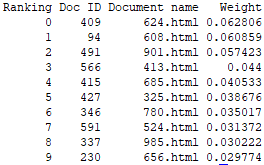 Ranking Doc ID Document name Weight
0 409 624.html 0.062806
1 94 608.html 0.060859
2 491 901.html 0.057423
3 566 413.html 0.044
4 415 685.html 0.040533
5 427 325.html 0.038676
6 346 780.html 0.035017
7 591 524.html 0.031372
8 337 985.html 0.030222
9 230 656.html 0.029774